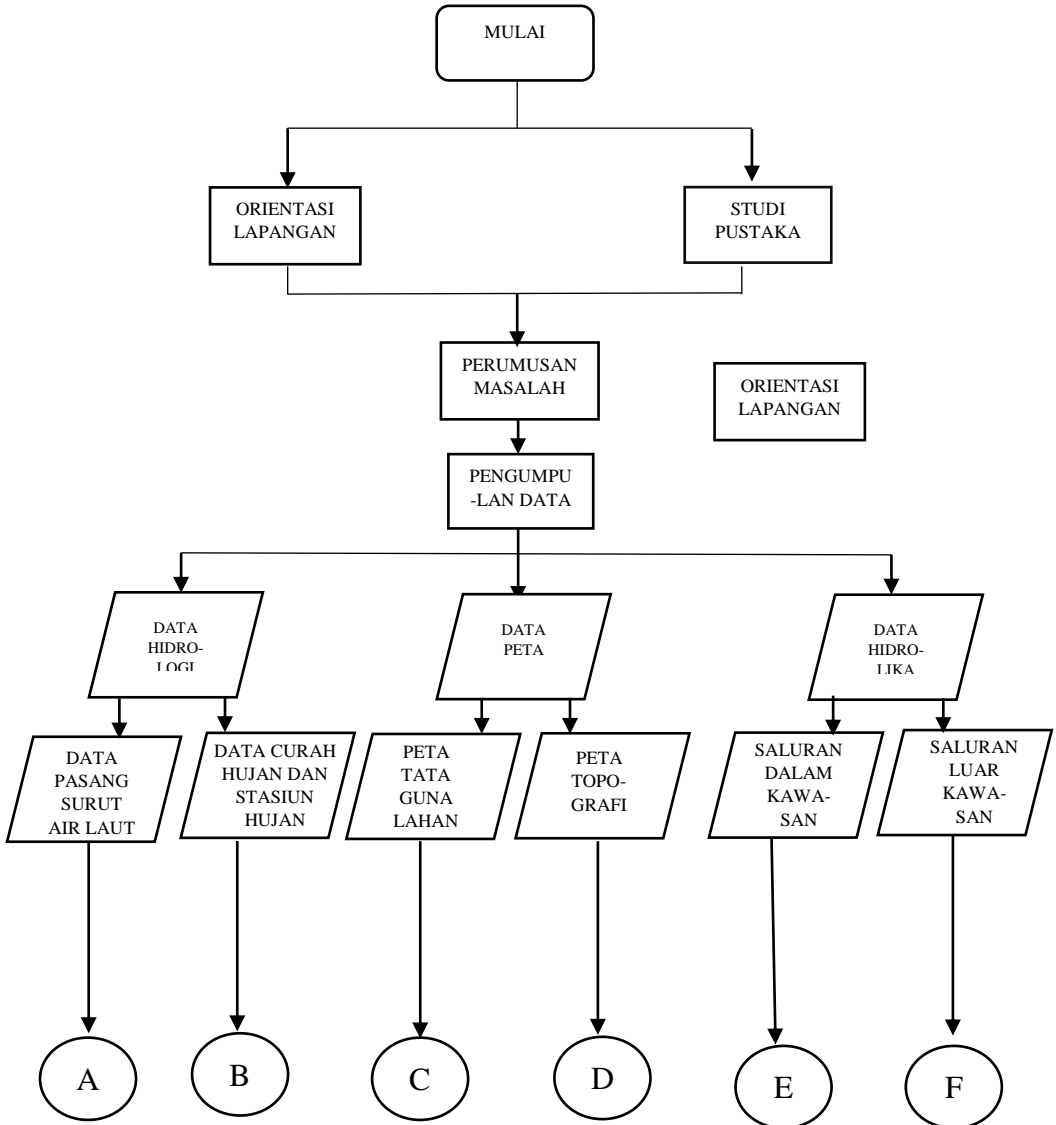 MULAI
ORIENTASI
LAPANGAN
STUDI
PUSTAKA
PERUMUSAN
MASALAH
ORIENTASI
LAPANGAN
PENGUMPU
-LAN DATA
DATA
HIDRO-
LOGI
DATA
PETA
DATA
HIDRO-
LIKA
DATA
PASANG
SURUT
AIR LAUT
DATA CURAH
HUJAN DAN
STASIUN
HUJAN
PETA
TATA
GUNA
LAHAN
PETA
TOPO-
GRAFI
SALURAN
DALAM
KAWA-
SAN
SALURAN
LUAR
KAWA-
SAN
A
B
C
D
E
F